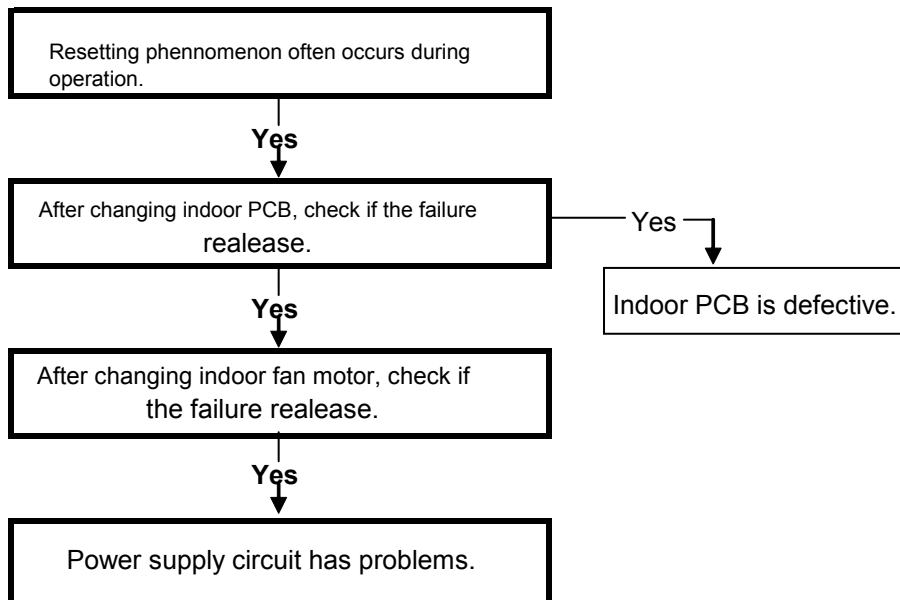 Resetting phennomenon often occurs during
operation.
Yes
After changing indoor PCB, check if the failure
realease.
Yes
Indoor PCB is defective.
Yes
After changing indoor fan motor, check if
the failure realease.
Yes
Power supply circuit has problems.